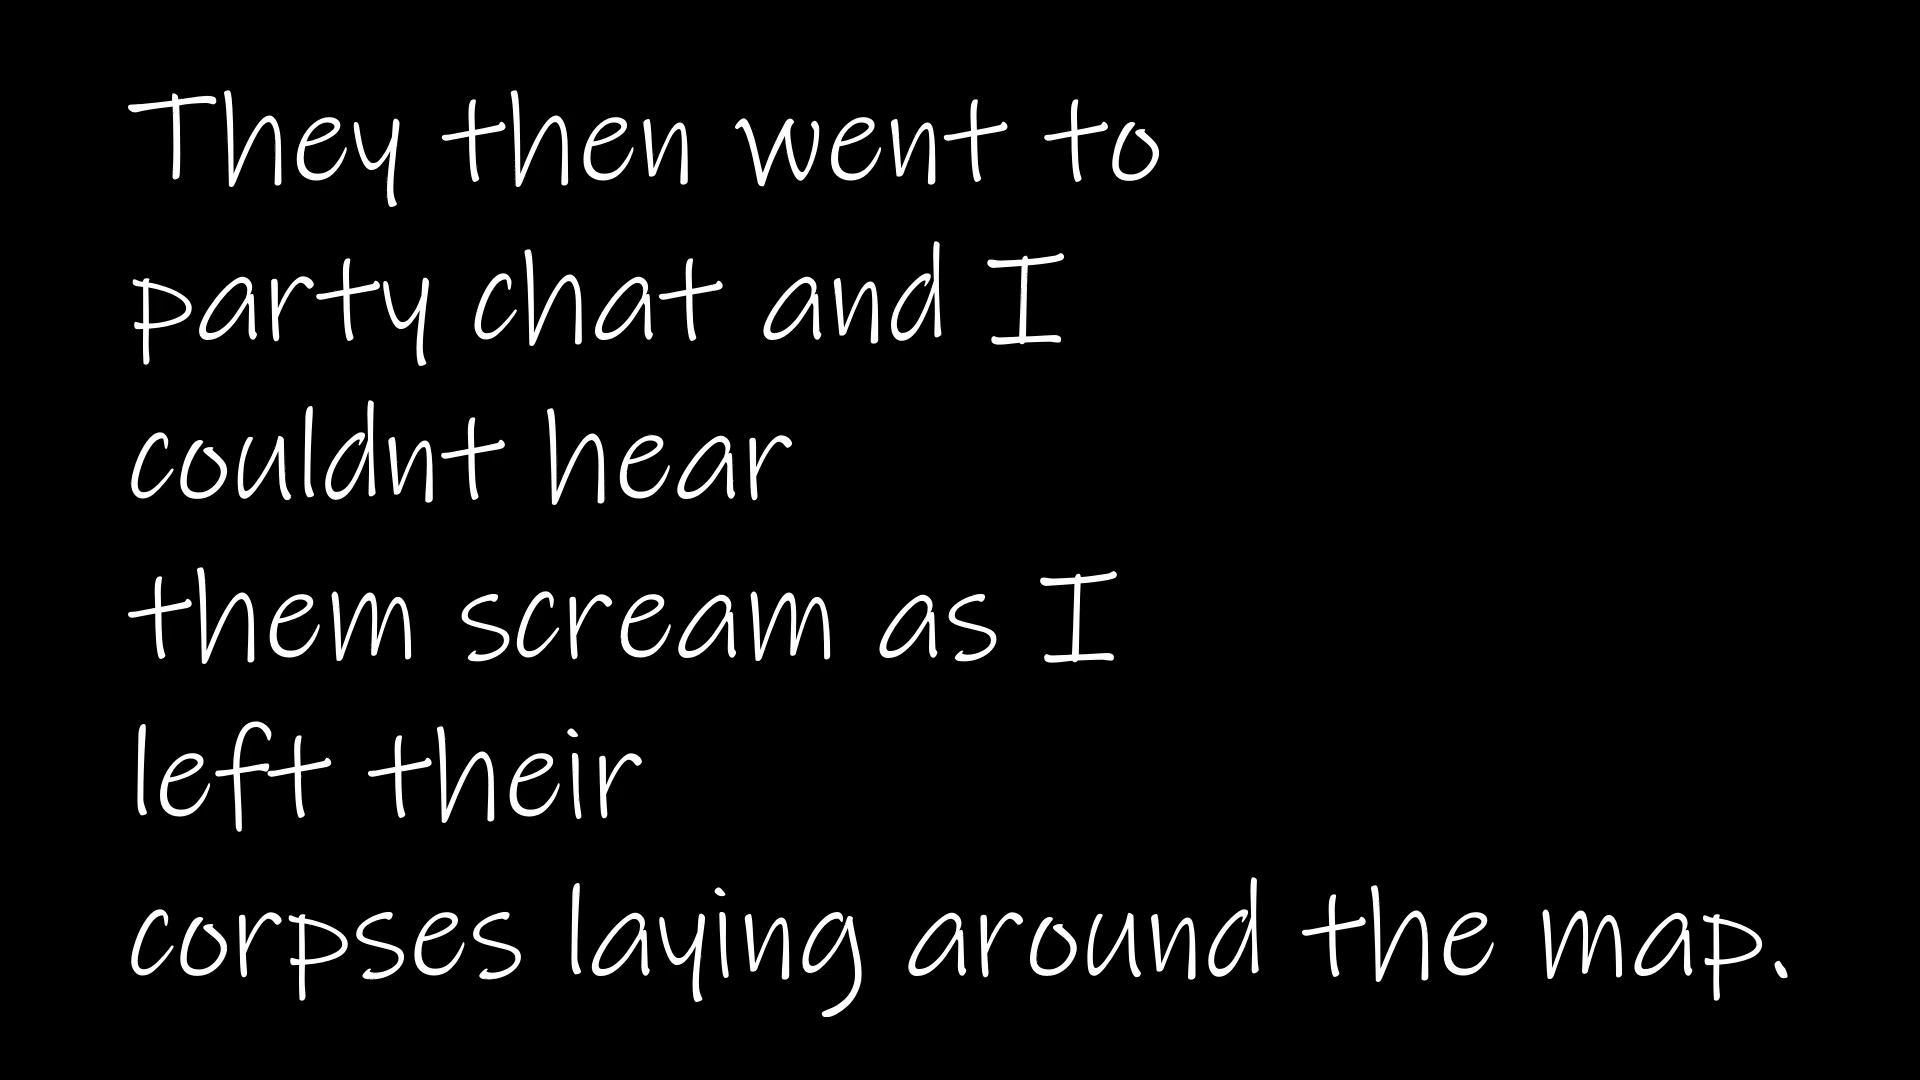 They then went to
party chat and I
couldnt hear
them scream as I
left their
corpses laying around the map.